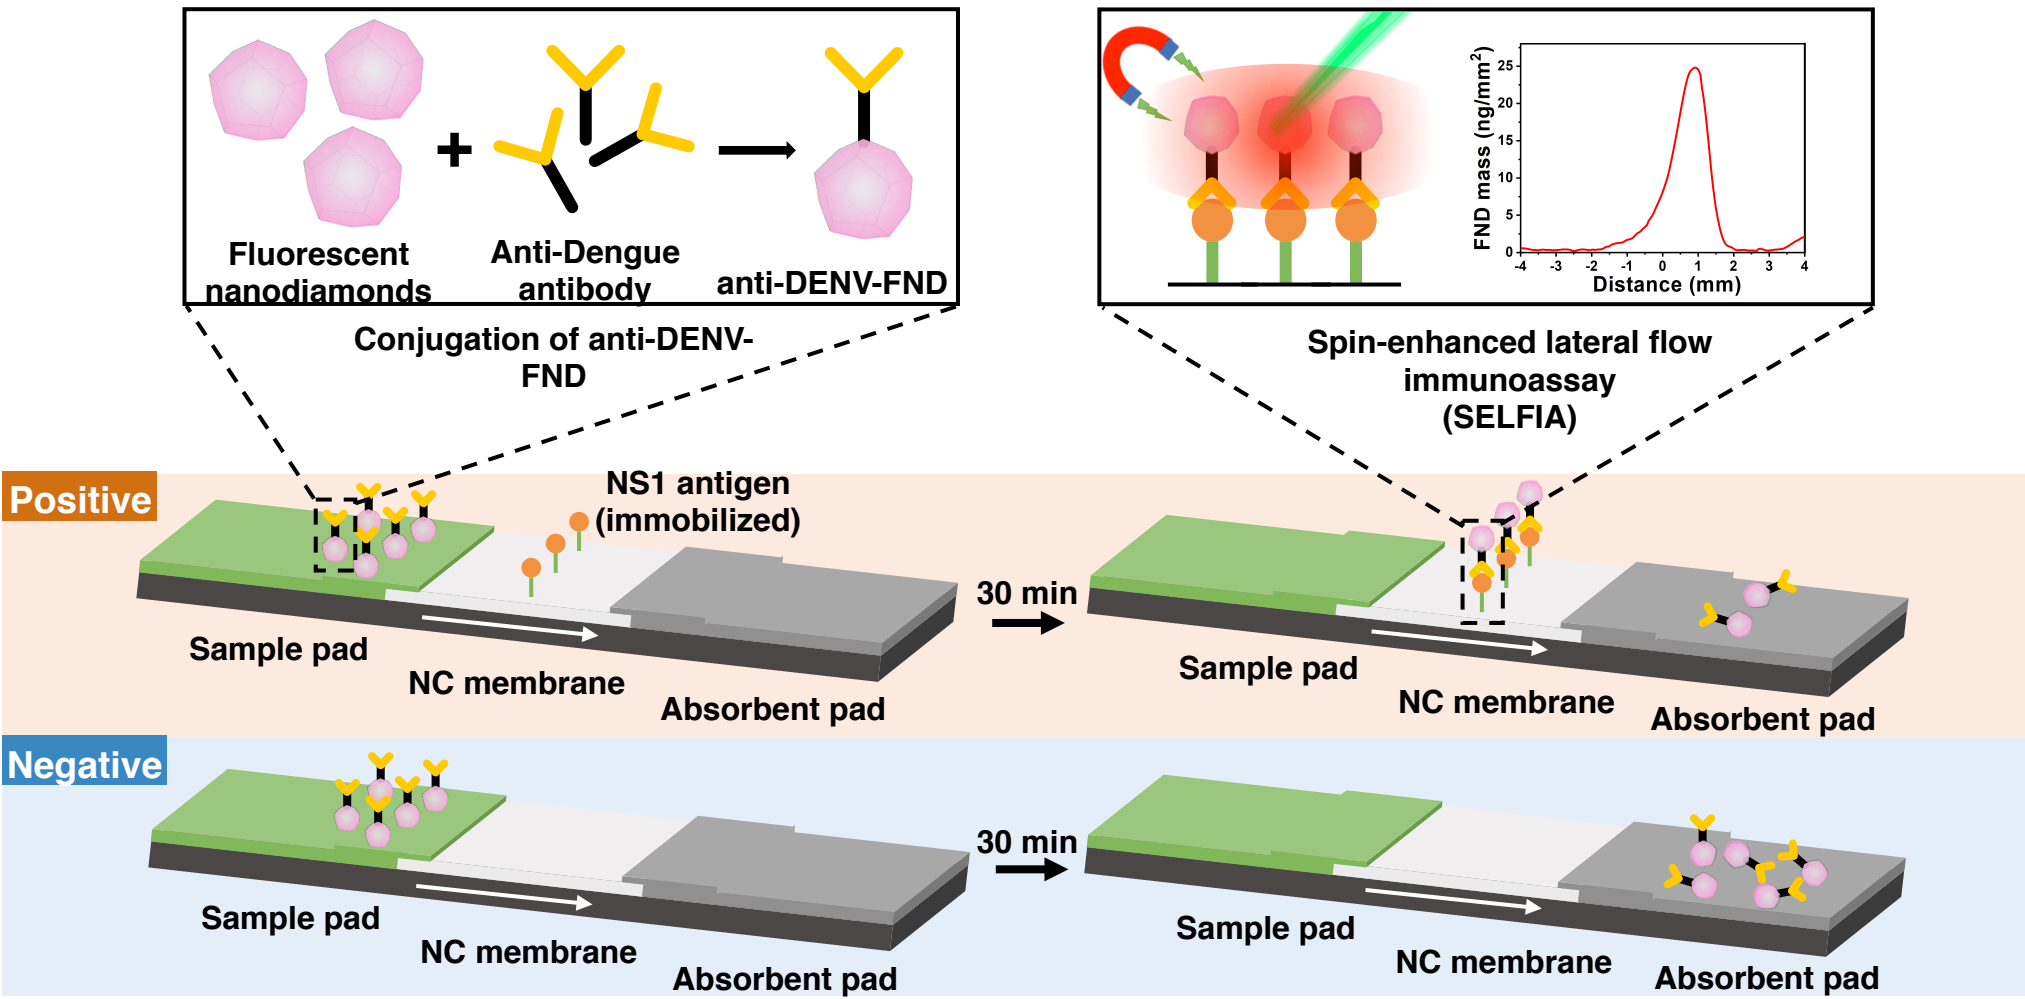 Fluorescent
nanodiamonds
+
Anti-Dengue
antibody
anti-DENV-FND
Conjugation of anti-DENV-
FND
FND mass (ng/mm²)
25
20
15
10
5
0
-4 -3 -2 -1 0 1 2 3 4
Distance (mm)
Spin-enhanced lateral flow
immunoassay
(SELFIA)
Positive
NS1 antigen
(immobilized)
Sample pad
NC membrane
Absorbent pad
30 min
Sample pad
NC membrane
Absorbent pad
Negative
Sample pad
NC membrane
Absorbent pad
30 min
Sample pad
NC membrane
Absorbent pad